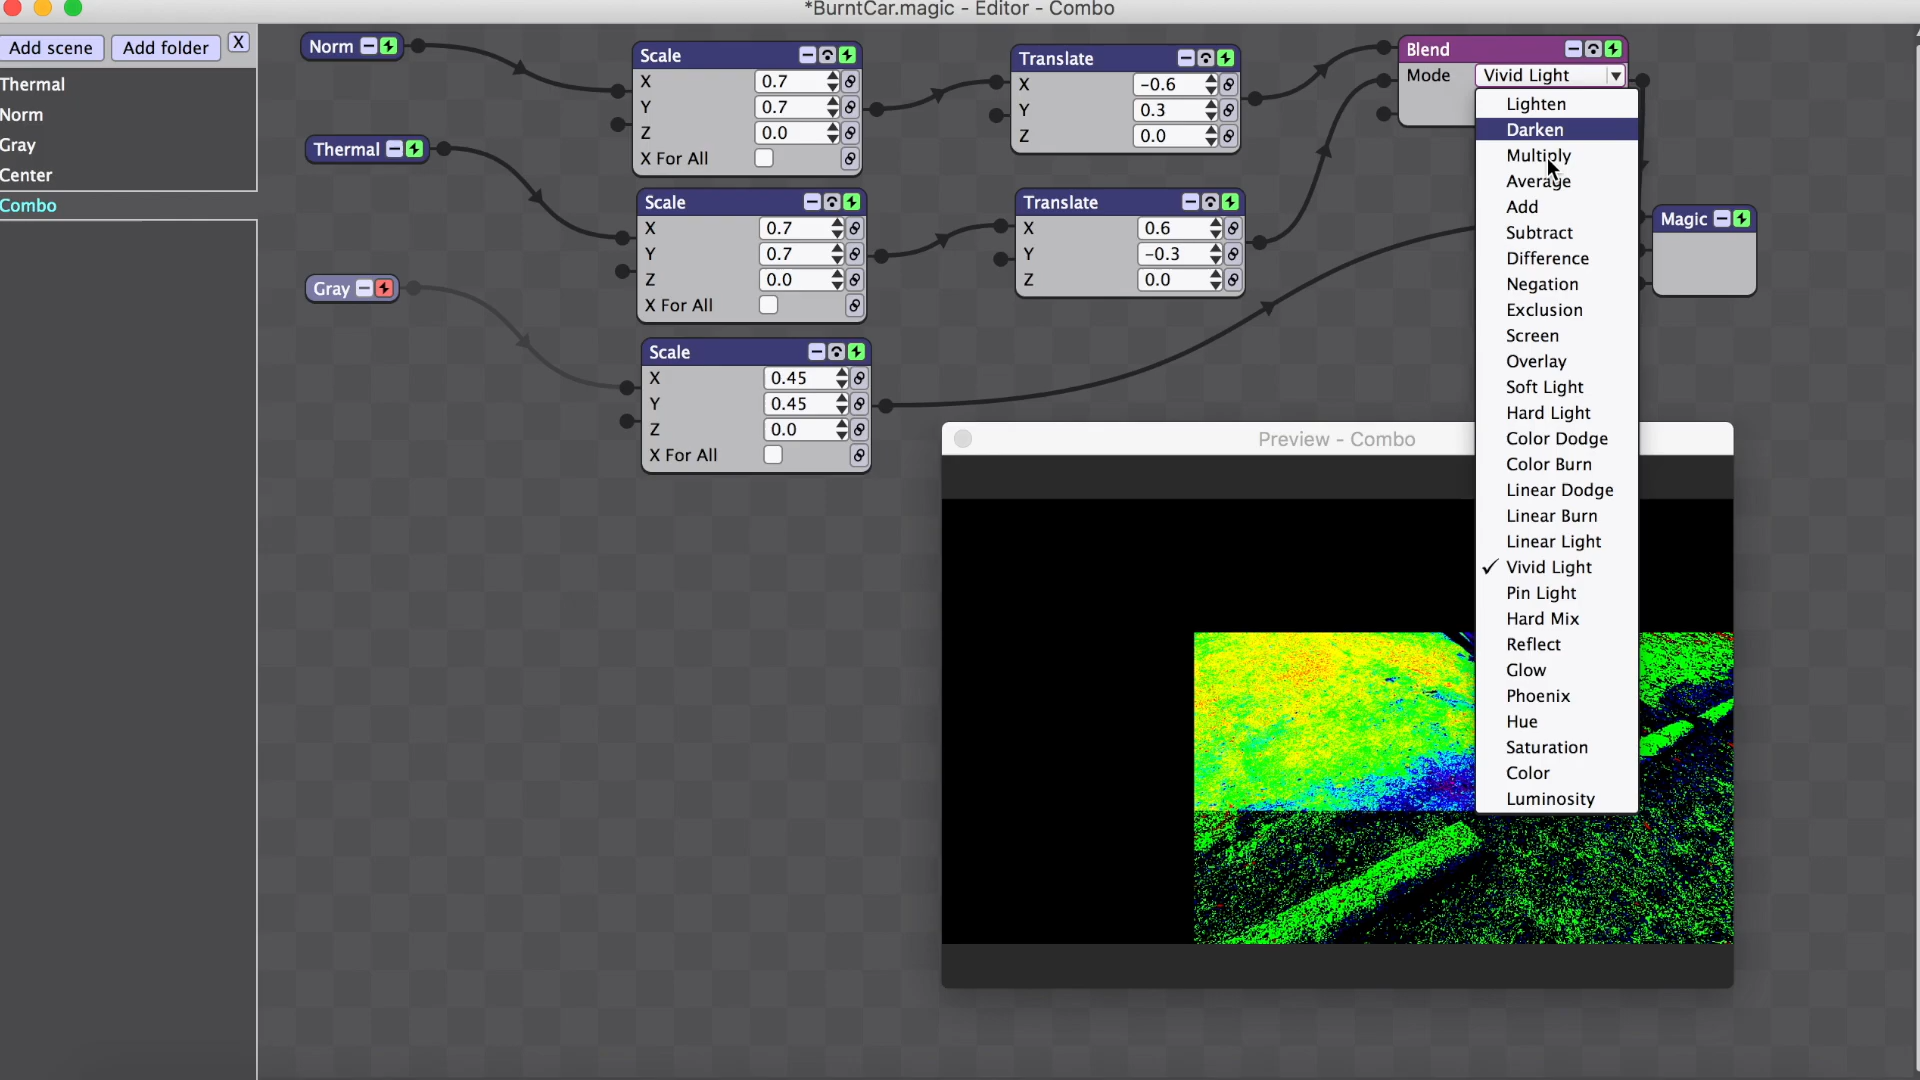 *BurntCar.magic - Editor - Combo
Add scene Add folder X
Thermal
Norm
Gray
Center
Combo
Norm
Thermal
Gray
Scale
X 0.7
Y 0.7
Z 0.0
X For All
Scale
X 0.7
Y 0.7
Z 0.0
X For All
Scale
X 0.45
Y 0.45
Z 0.0
X For All
Translate
X -0.6
Y 0.3
Z 0.0
Translate
X 0.6
Y -0.3
Z 0.0
Blend
Mode Vivid Light
Lighten
Darken
Multiply
Average
Add
Subtract
Difference
Negation
Exclusion
Screen
Overlay
Soft Light
Hard Light
Color Dodge
Color Burn
Linear Dodge
Linear Burn
Linear Light
✓ Vivid Light
Pin Light
Hard Mix
Reflect
Glow
Phoenix
Hue
Saturation
Color
Luminosity
Magic
Preview - Combo